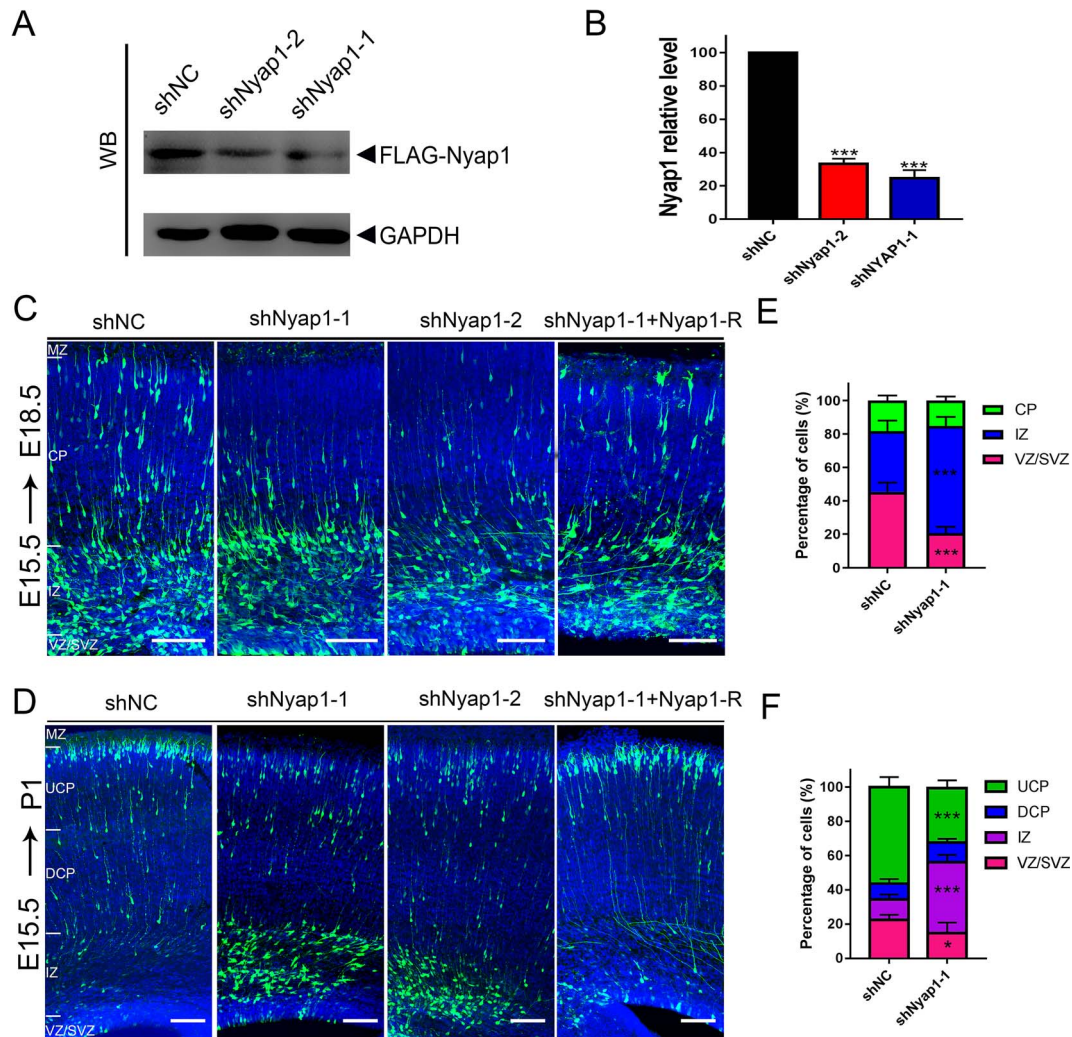 A
WB
shNC
shNyap1-2
shNyap1-1
FLAG-Nyap1
GAPDH
B
Nyap1 relative level
100
80
60
40
20
0
***
***
shNC
shNyap1-2
shNYAP1-1
C
shNC
shNyap1-1
shNyap1-2
shNyap1-1+Nyap1-R
E15.5 → E18.5
MZ
CP
IZ
VZ/SVZ
E
Percentage of cells (%)
100
80
60
40
20
0
***
***
shNC
shNyap1-1
CP
IZ
VZ/SVZ
D
shNC
shNyap1-1
shNyap1-2
shNyap1-1+Nyap1-R
E15.5 → P1
MZ
UCP
DCP
IZ
VZ/SVZ
F
Percentage of cells (%)
100
80
60
40
20
0
***
***
*
shNC
shNyap1-1
UCP
DCP
IZ
VZ/SVZ